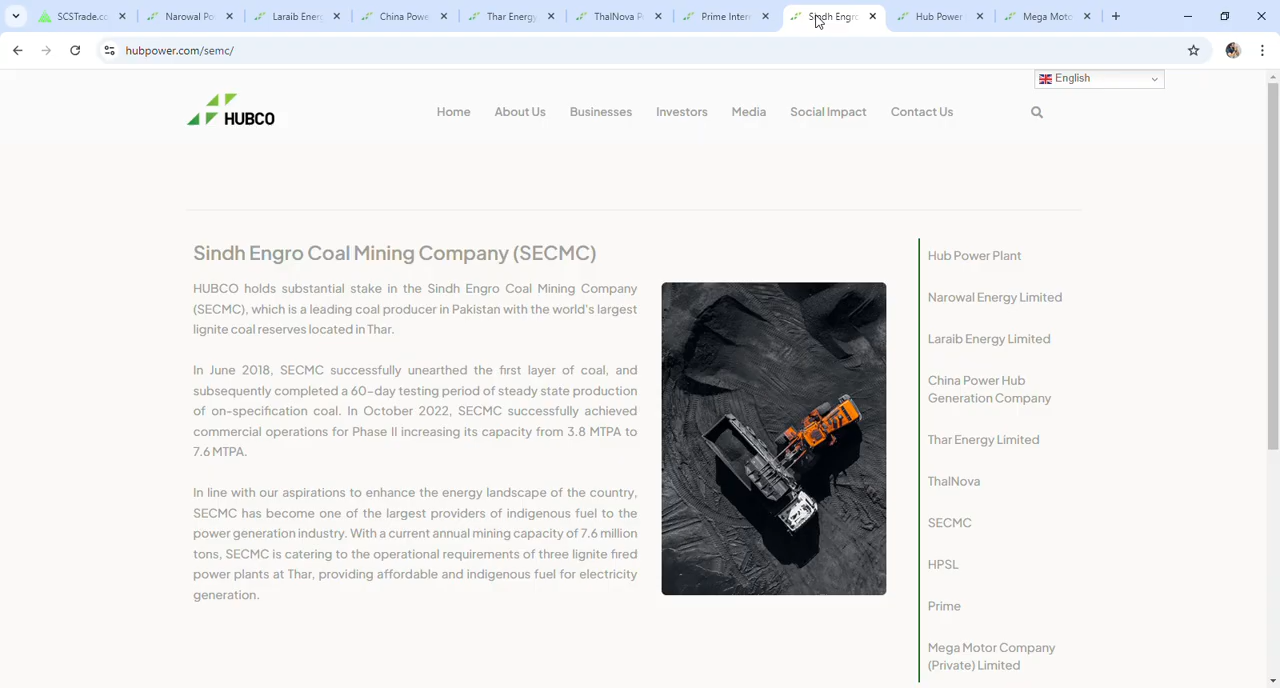 SCSTrade.co
Narowal Po
Laraib Ener
China Powe
Thar Energy
ThalNova P
Prime Inter
Sindh Engro
Hub Power
Mega Moto
hubpower.com/semc/
English
HUBCO
Home
About Us
Businesses
Investors
Media
Social Impact
Contact Us
Sindh Engro Coal Mining Company (SECMC)
HUBCO holds substantial stake in the Sindh Engro Coal Mining Company
(SECMC), which is a leading coal producer in Pakistan with the world's largest
lignite coal reserves located in Thar.
In June 2018, SECMC successfully unearthed the first layer of coal, and
subsequently completed a 60-day testing period of steady state production
of on-specification coal. In October 2022, SECMC successfully achieved
commercial operations for Phase II increasing its capacity from 3.8 MTPA to
7.6 MTPA.
In line with our aspirations to enhance the energy landscape of the country,
SECMC has become one of the largest providers of indigenous fuel to the
power generation industry. With a current annual mining capacity of 7.6 million
tons, SECMC is catering to the operational requirements of three lignite fired
power plants at Thar, providing affordable and indigenous fuel for electricity
generation.
Hub Power Plant
Narowal Energy Limited
Laraib Energy Limited
China Power Hub
Generation Company
Thar Energy Limited
ThalNova
SECMC
HPSL
Prime
Mega Motor Company
(Private) Limited